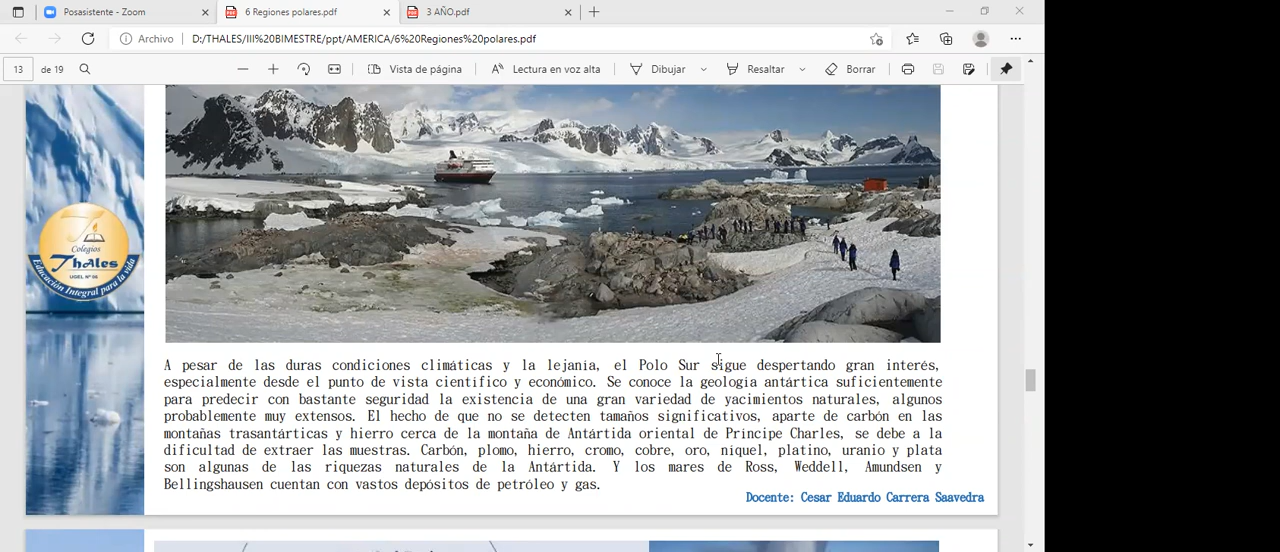 Posasistente - Zoom
6 Regiones polares.pdf
3 AÑO.pdf
Archivo
D:/THALES/III%20BIMESTRE/ppt/AMERICA/6%20Regiones%20polares.pdf
13 de 19
Vista de página
Lectura en voz alta
Dibujar
Resaltar
Borrar
Colegios
Thales
UGEL Nº 06
Educación Integral para la vida
A pesar de las duras condiciones climáticas y la lejanía, el Polo Sur sigue despertando gran interés,
especialmente desde el punto de vista científico y económico. Se conoce la geología antártica suficientemente
para predecir con bastante seguridad la existencia de una gran variedad de yacimientos naturales, algunos
probablemente muy extensos. El hecho de que no se detecten tamaños significativos, aparte de carbón en las
montañas trasantárticas y hierro cerca de la montaña de Antártida oriental de Príncipe Charles, se debe a la
dificultad de extraer las muestras. Carbón, plomo, hierro, cromo, cobre, oro, níquel, platino, uranio y plata
son algunas de las riquezas naturales de la Antártida. Y los mares de Ross, Weddell, Amundsen y
Bellingshausen cuentan con vastos depósitos de petróleo y gas.
Docente: Cesar Eduardo Carrera Saavedra